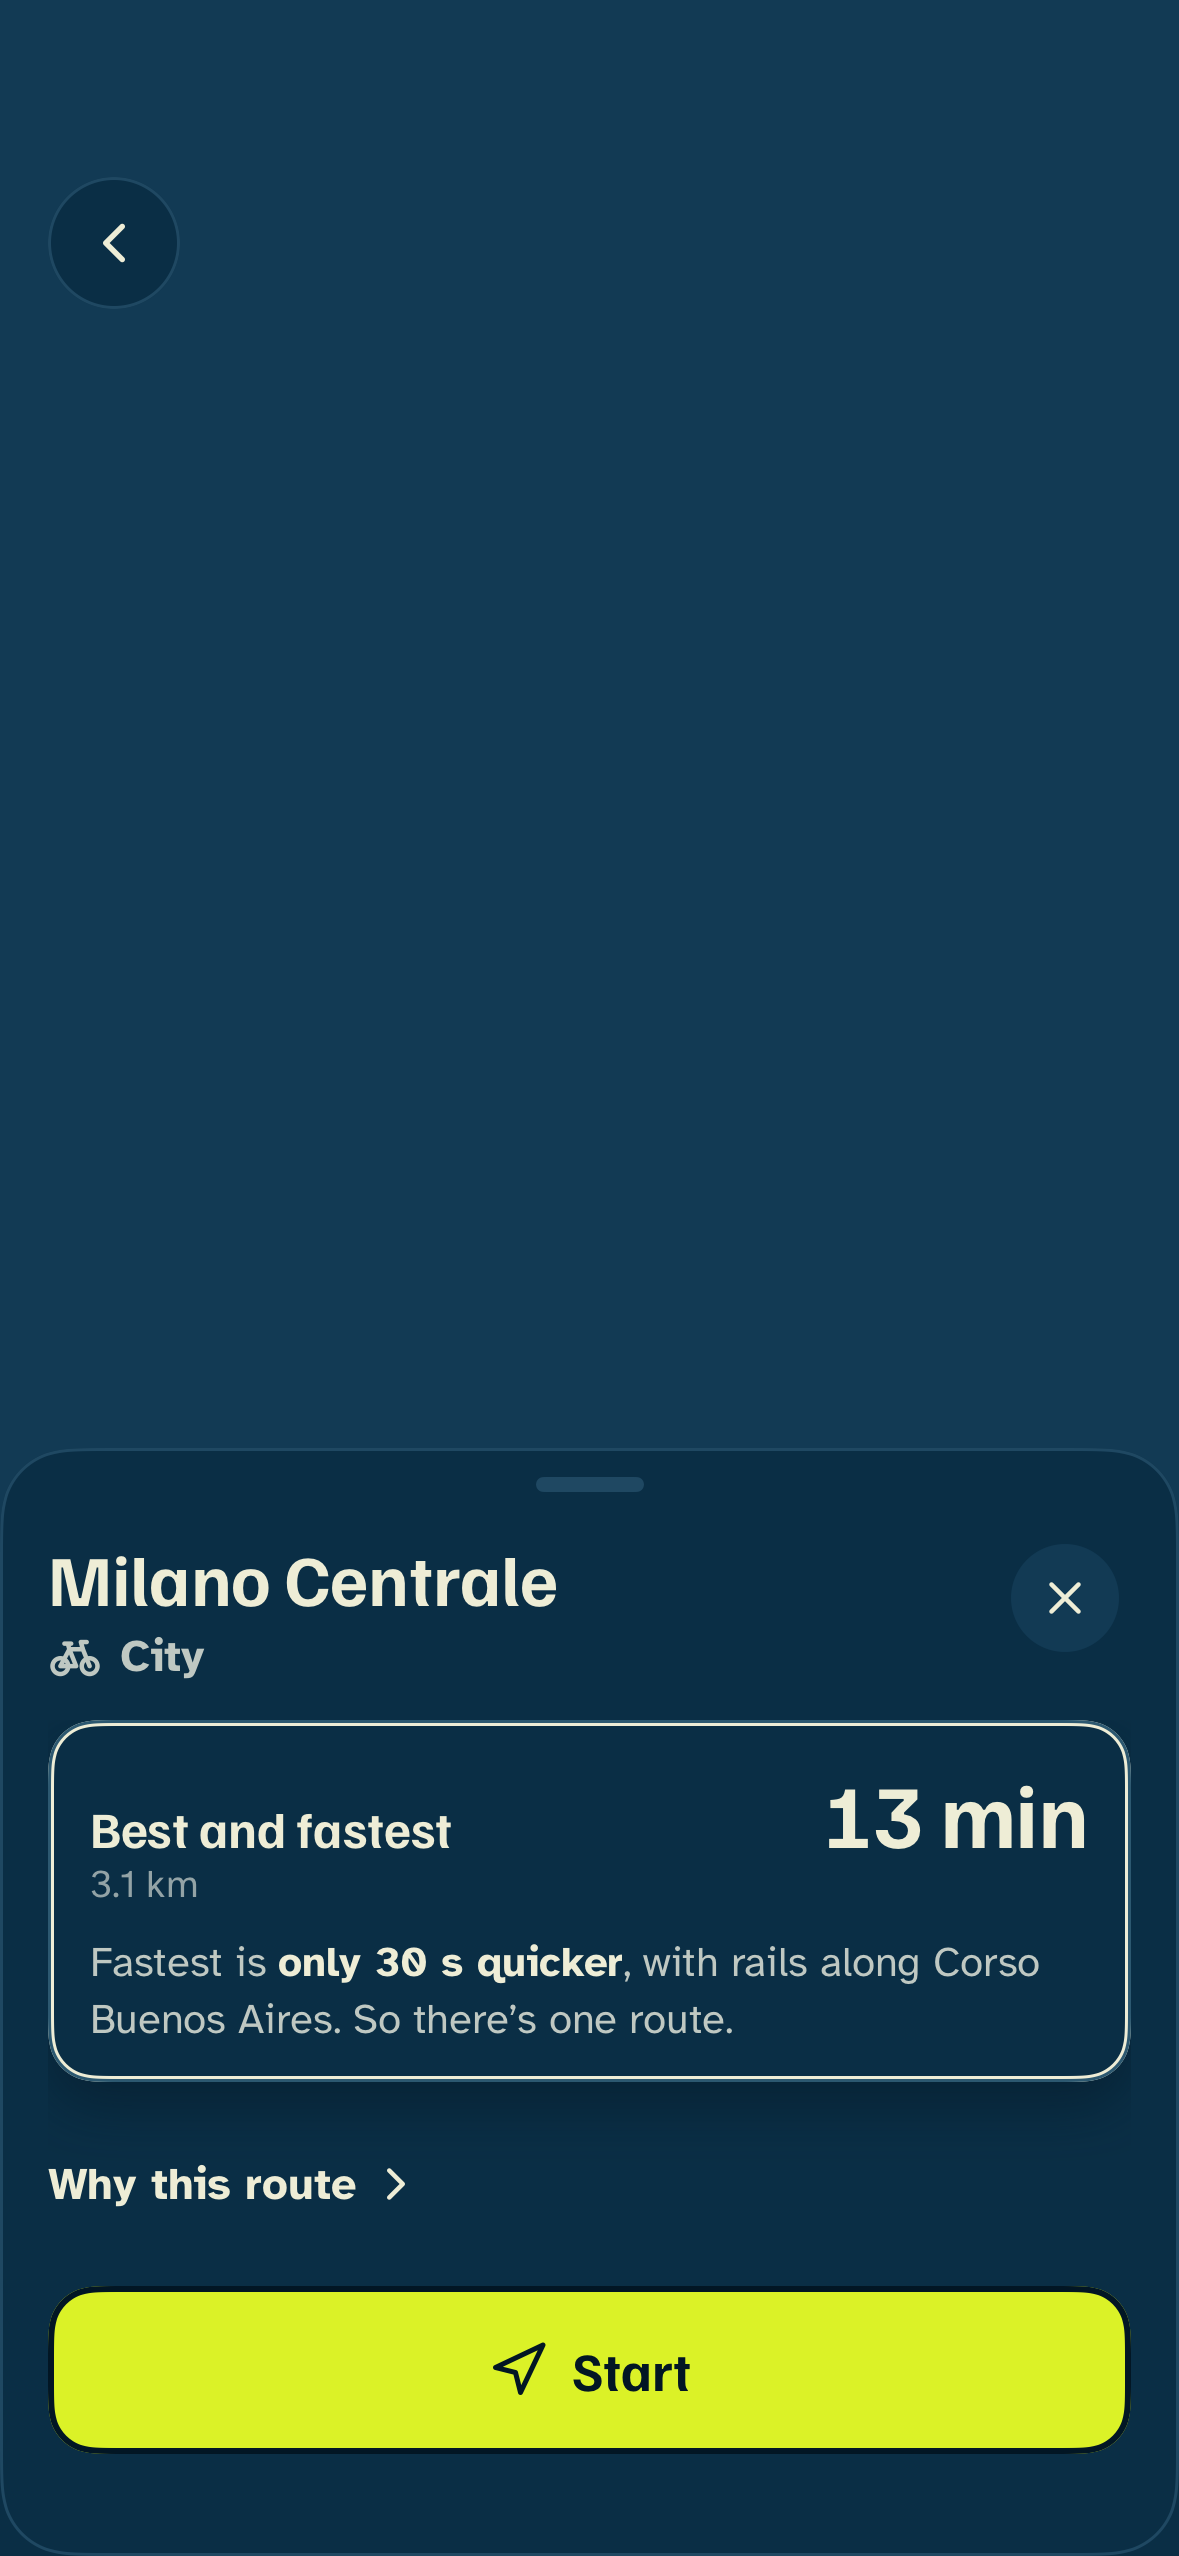 Milano Centrale
City
Best and fastest
13 min
3.1 km
Fastest is only 30 s quicker, with rails along Corso
Buenos Aires. So there’s one route.
Why this route
Start